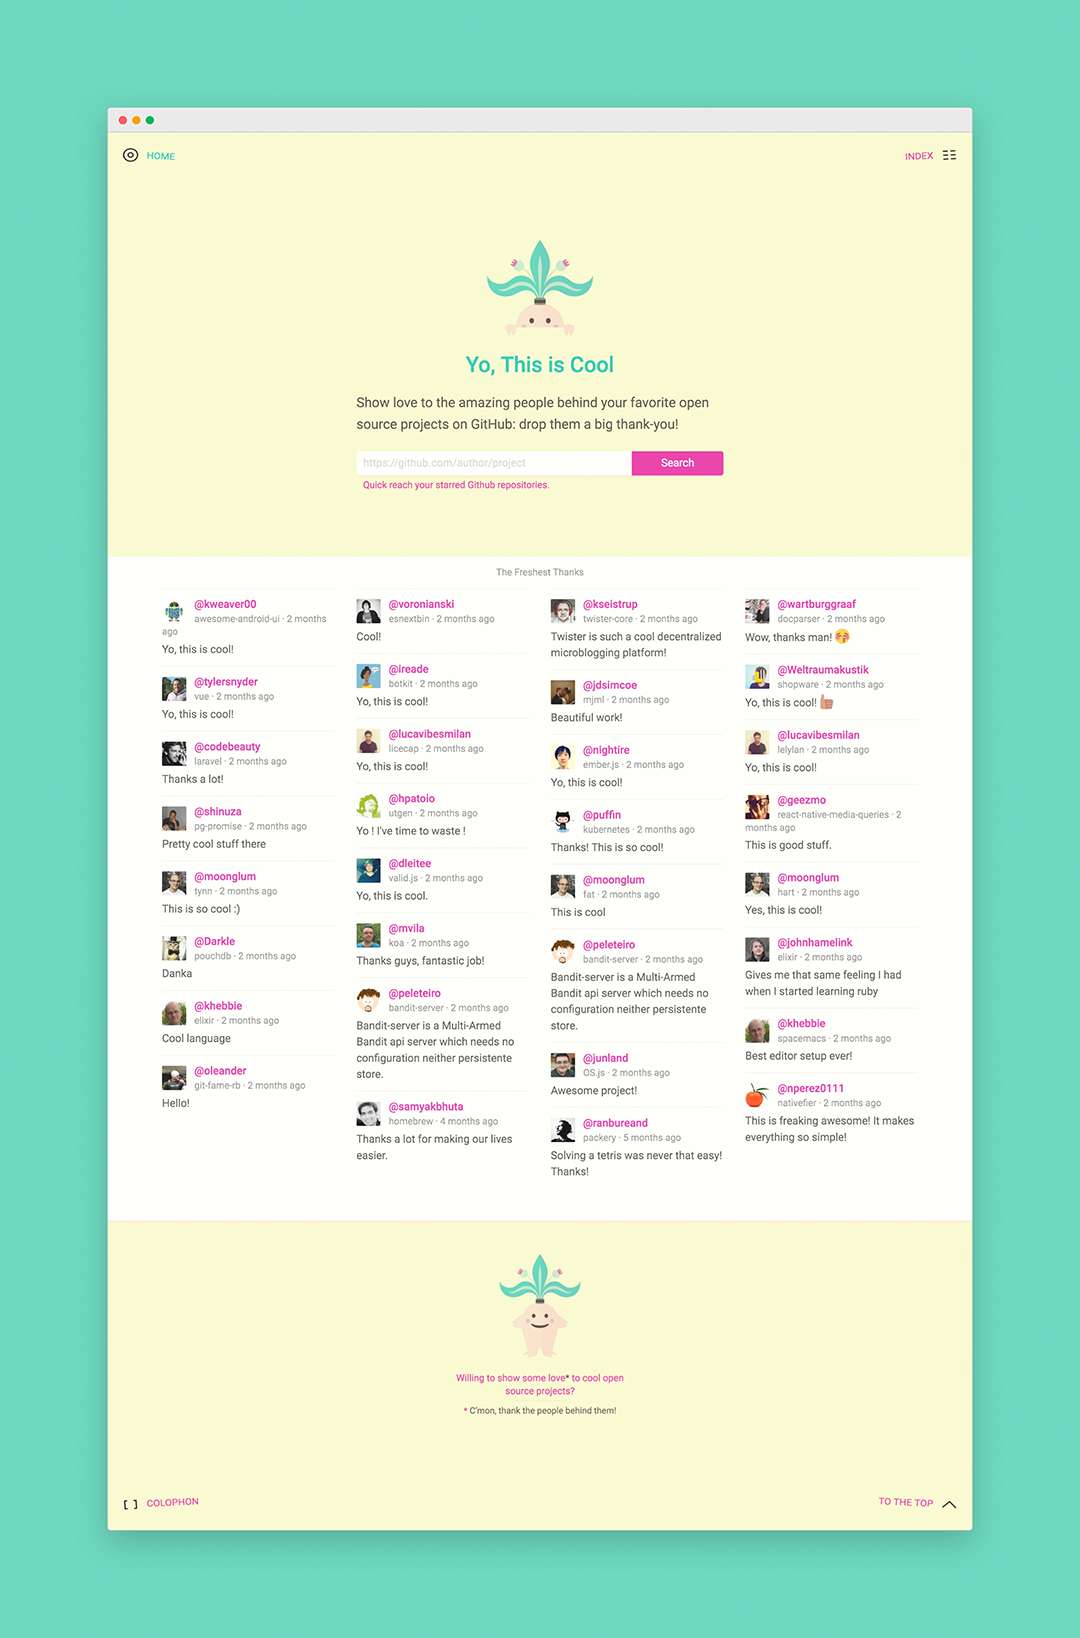 HOME
INDEX
Yo, This is Cool
Show love to the amazing people behind your favorite open
source projects on GitHub: drop them a big thank-you!
https://github.com/author/project
Search
Quick reach your starred Github repositories.
The Freshest Thanks
@kweaver00
awesome-android-ui · 2 months
ago
Yo, this is cool!
@tylersnyder
vue · 2 months ago
Yo, this is cool!
@codebeauty
laravel · 2 months ago
Thanks a lot!
@shinuza
pg-promise · 2 months ago
Pretty cool stuff there
@moonglum
tynn · 2 months ago
This is so cool :)
@Darkle
pouchdb · 2 months ago
Danka
@khebbie
elixir · 2 months ago
Cool language
@oleander
git-fame-rb · 2 months ago
Hello!
@voronianski
esnextbin · 2 months ago
Cool!
@ireade
botkit · 2 months ago
Yo, this is cool!
@lucavibesmilan
licecap · 2 months ago
Yo, this is cool!
@hpatoio
utgen · 2 months ago
Yo ! I've time to waste !
@dleitee
valid.js · 2 months ago
Yo, this is cool.
@mvila
koa · 2 months ago
Thanks guys, fantastic job!
@peleteiro
bandit-server · 2 months ago
Bandit-server is a Multi-Armed
Bandit api server which needs no
configuration neither persistente
store.
@samyakbhuta
homebrew · 4 months ago
Thanks a lot for making our lives
easier.
@kseistrup
twister-core · 2 months ago
Twister is such a cool decentralized
microblogging platform!
@jdsimcoe
mjml · 2 months ago
Beautiful work!
@nightire
ember.js · 2 months ago
Yo, this is cool!
@puffin
kubernetes · 2 months ago
Thanks! This is so cool!
@moonglum
fat · 2 months ago
This is cool
@peleteiro
bandit-server · 2 months ago
Bandit-server is a Multi-Armed
Bandit api server which needs no
configuration neither persistente
store.
@junland
OS.js · 2 months ago
Awesome project!
@ranbureand
packery · 5 months ago
Solving a tetris was never that easy!
Thanks!
@wartburggraaf
docparser · 2 months ago
Wow, thanks man! 😚
@Weltraumakustik
shopware · 2 months ago
Yo, this is cool! 👍
@lucavibesmilan
lelylan · 2 months ago
Yo, this is cool!
@geezmo
react-native-media-queries · 2
months ago
This is good stuff.
@moonglum
hart · 2 months ago
Yes, this is cool!
@johnhamelink
elixir · 2 months ago
Gives me that same feeling I had
when I started learning ruby
@khebbie
spacemacs · 2 months ago
Best editor setup ever!
@nperez0111
nativefier · 2 months ago
This is freaking awesome! It makes
everything so simple!
Willing to show some love* to cool open
source projects?
* C'mon, thank the people behind them!
COLOPHON
TO THE TOP